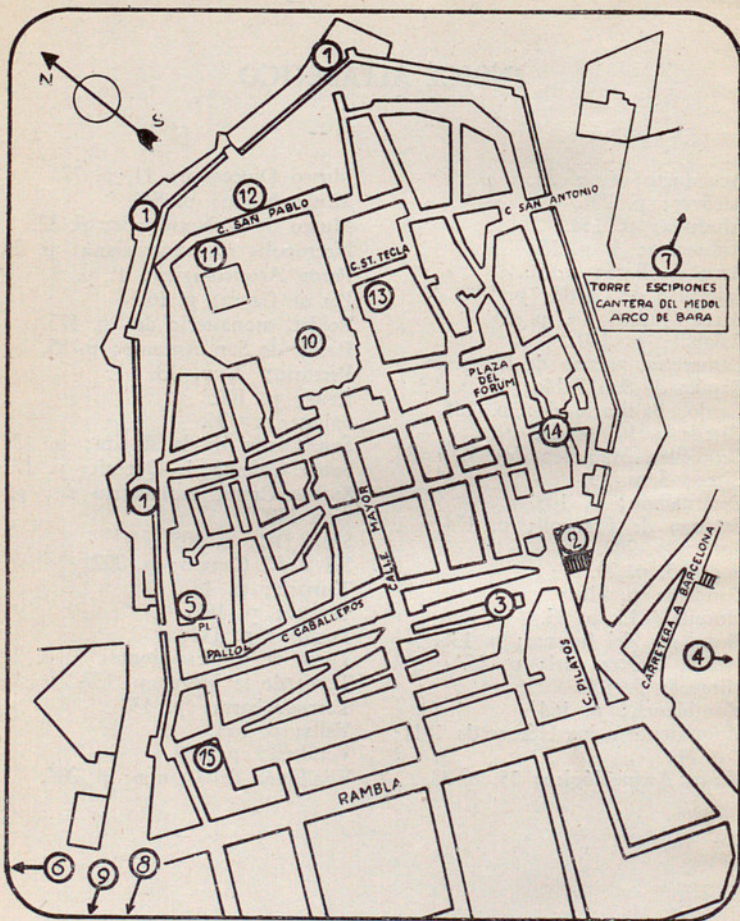 1
N
S
12
C. SAN PABLO
1
C. SAN ANTONIO
11
C. ST. TECLA
7
13
TORRE ESCIPIONES
CANTERA DEL MEDOL
ARCO DE BARA
10
PLAZA
DEL
FORUM
14
1
CALLE MAYOR
2
CARRETERA A BARCELONA
5
PL.
PALLOL
C. CABALLEROS
3
4
C. PILATOS
15
RAMBLA
6
9
8